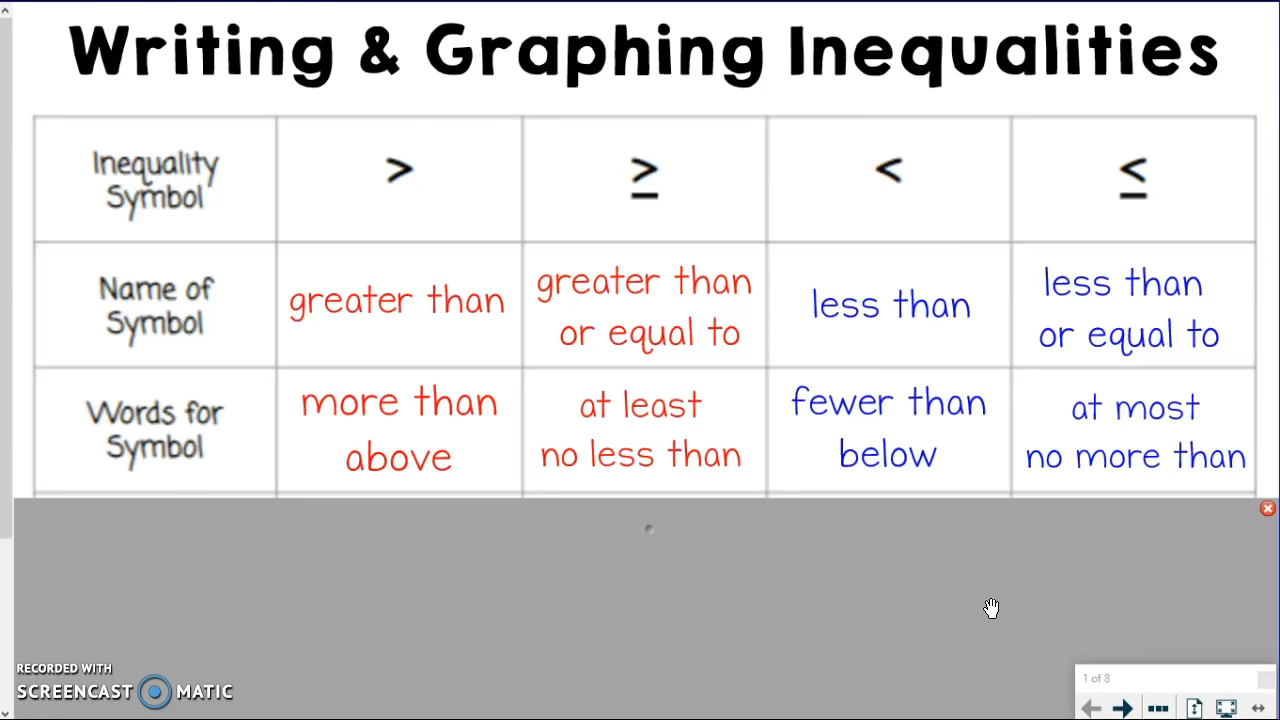 Writing & Graphing Inequalities
Inequality
Symbol
>
≥
<
≤
Name of
Symbol
greater than
greater than
or equal to
less than
less than
or equal to
Words for
Symbol
more than
above
at least
no less than
fewer than
below
at most
no more than
RECORDED WITH
SCREENCAST MATIC
1 of 8